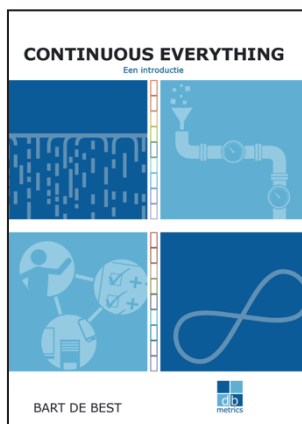 CONTINUOUS EVERYTHING
Een introductie
BART DE BEST
db
metrics